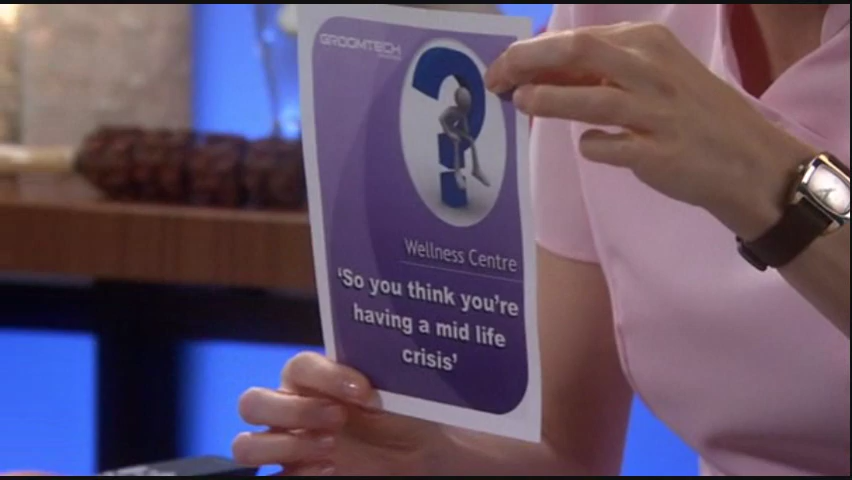 GROOMTECH
Wellness Centre
'So you think you're
having a mid life
crisis'